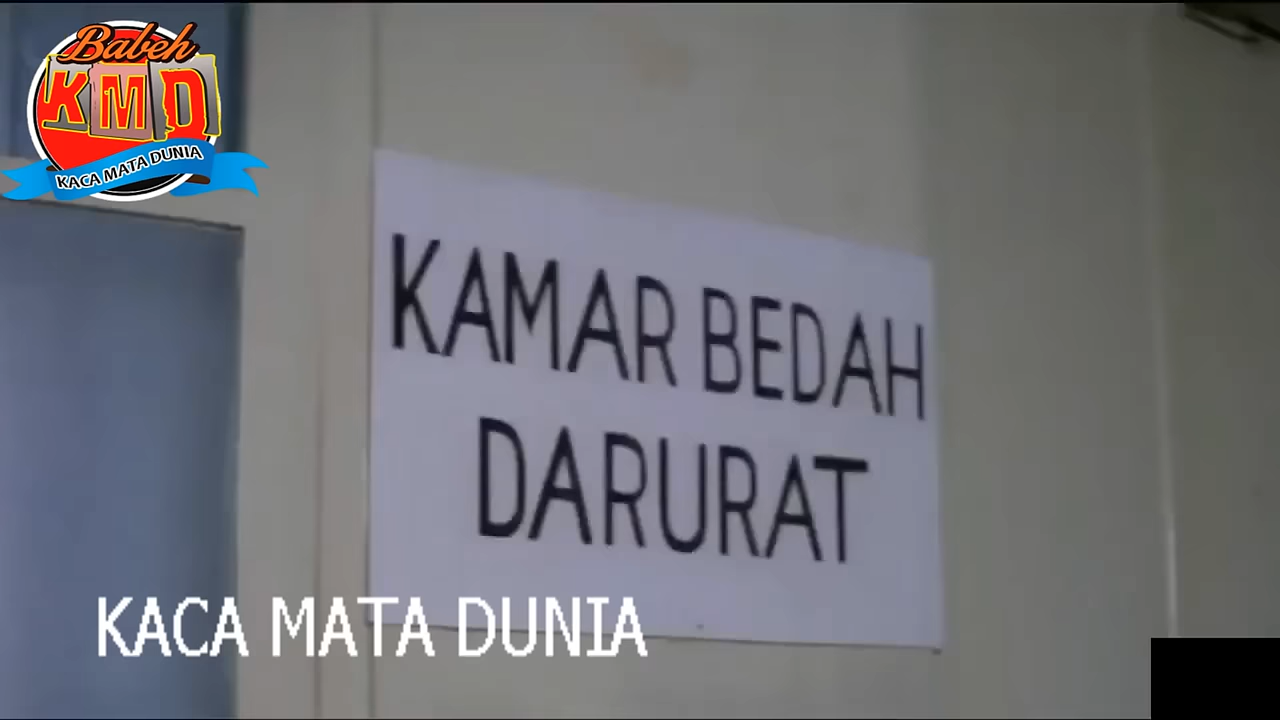 Babeh
KMD
KACA MATA DUNIA
KAMAR BEDAH
DARURAT
KACA MATA DUNIA